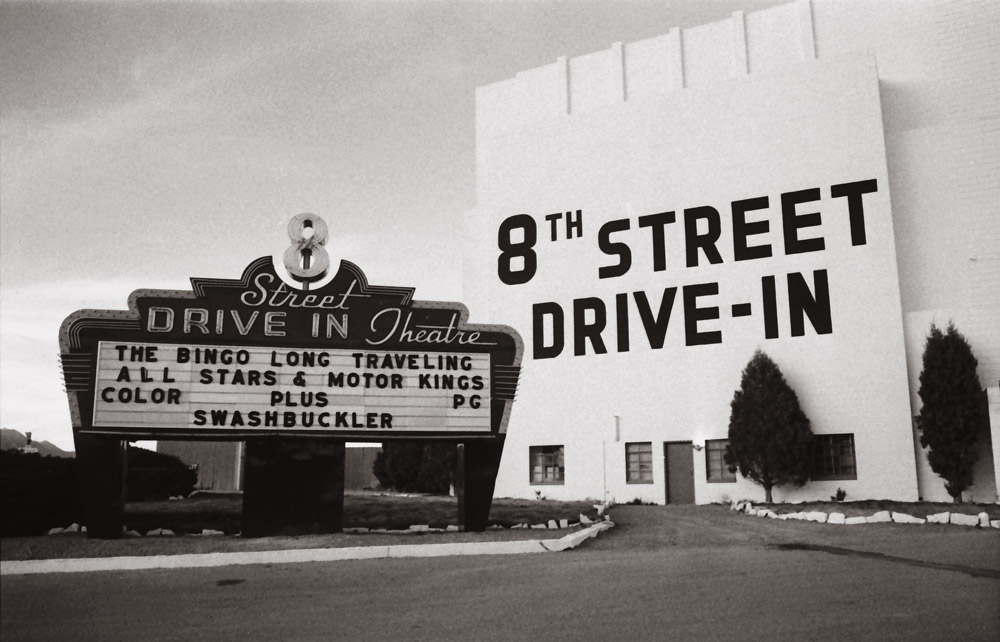 8
Street
DRIVE IN Theatre
THE BINGO LONG TRAVELING
ALL STARS & MOTOR KINGS
COLOR PLUS PG
SWASHBUCKLER
8TH STREET
DRIVE-IN